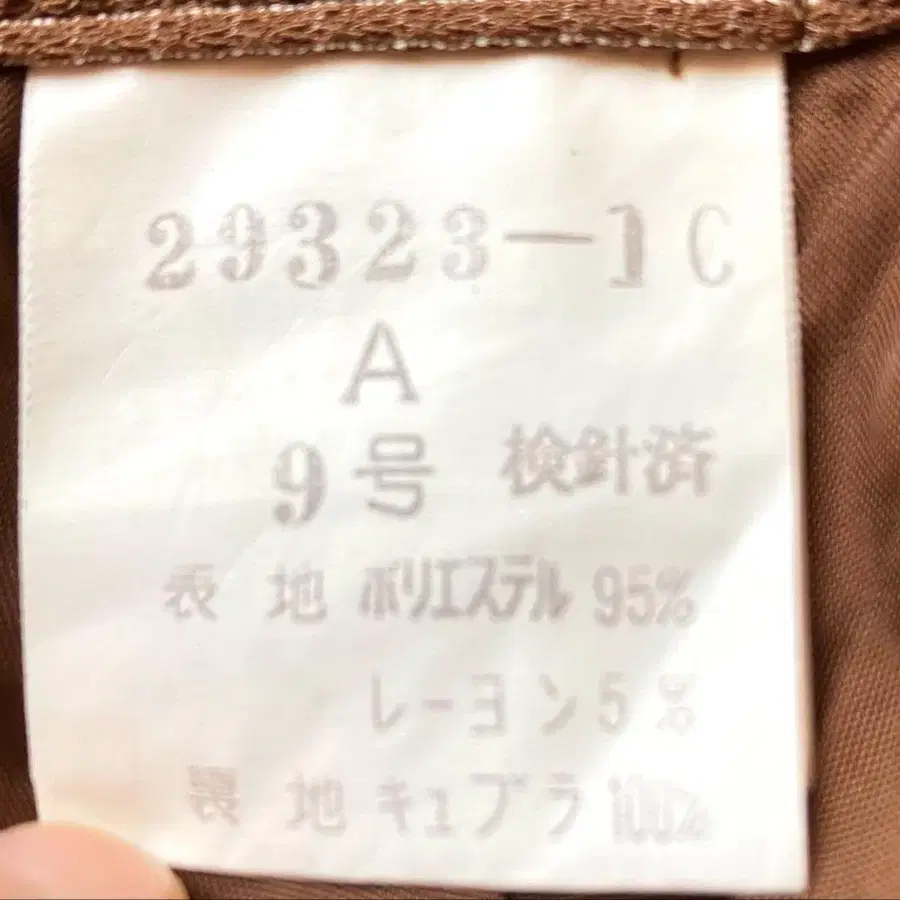 29323-1C
A
9号 検針済
表地 ポリエステル 95%
レーヨン 5%
裏地 キュプラ 100%